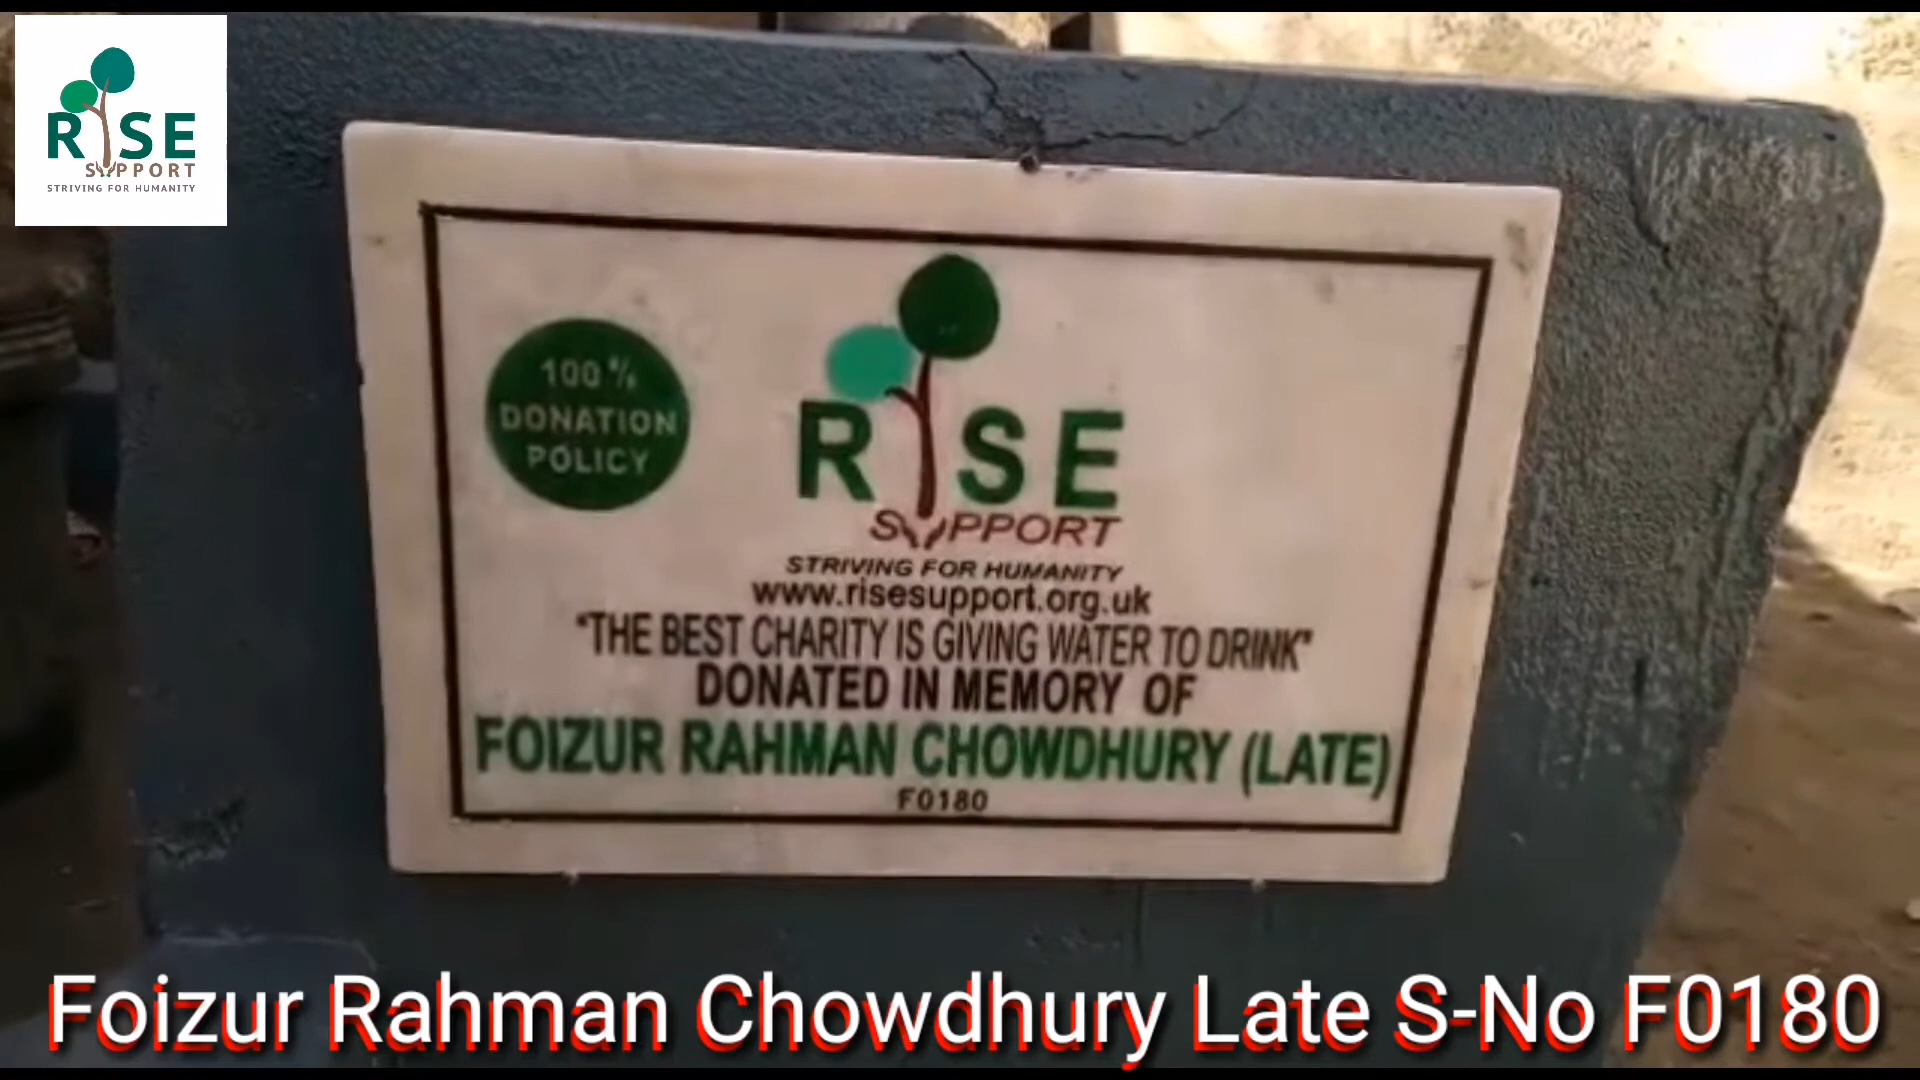 RISE
SUPPORT
STRIVING FOR HUMANITY
100%
DONATION
POLICY
RISE
SUPPORT
STRIVING FOR HUMANITY
www.risesupport.org.uk
"THE BEST CHARITY IS GIVING WATER TO DRINK"
DONATED IN MEMORY OF
FOIZUR RAHMAN CHOWDHURY (LATE)
F0180
Foizur Rahman Chowdhury Late S-No F0180